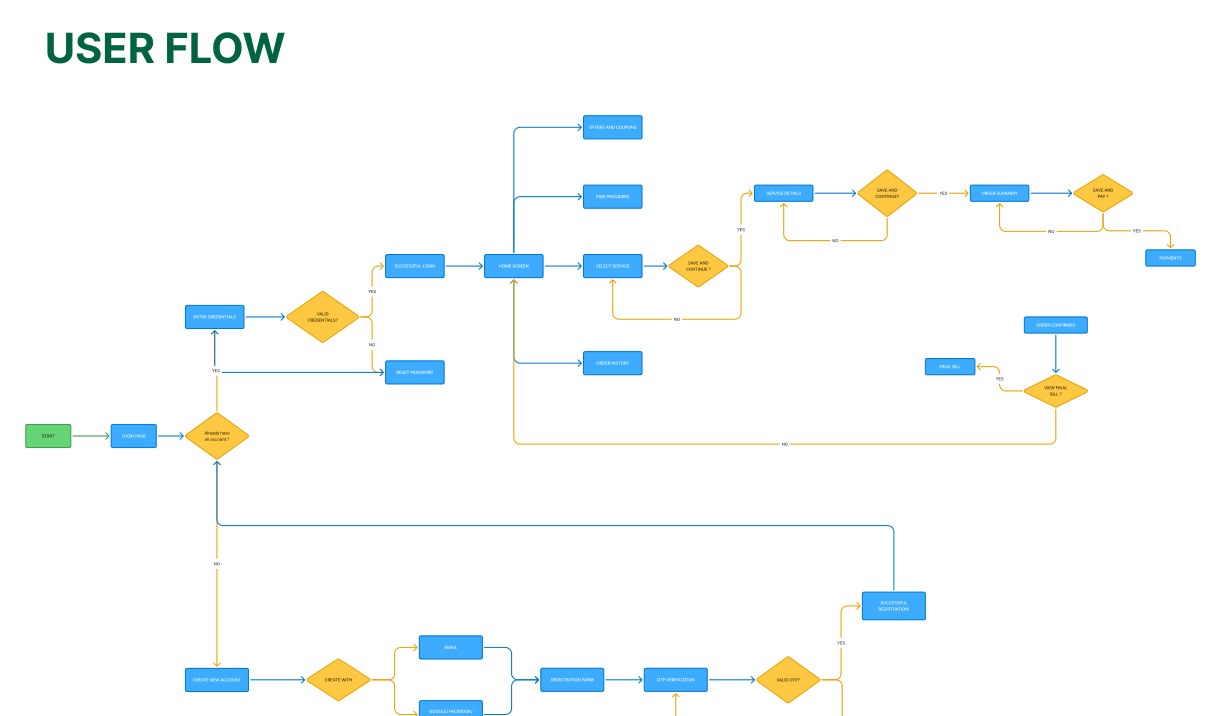 USER FLOW
OFFERS AND COUPONS
FIND PROVIDERS
SERVICE DETAILS
SAVE AND
CONTINUE?
YES
ORDER SUMMARY
SAVE AND
PAY ?
NO
NO
YES
YES
PAYMENTS
SUCCESSFUL LOGIN
HOME SCREEN
SELECT SERVICE
SAVE AND
CONTINUE ?
NO
YES
ENTER CREDENTIALS
VALID
CREDENTIALS?
NO
ORDER CONFIRMED
YES
RESET PASSWORD
ORDER HISTORY
FINAL BILL
YES
VIEW FINAL
BILL ?
START
LOGIN PAGE
Already have
an account ?
NO
NO
SUCCESSFUL
REGISTRATION!
YES
EMAIL
CREATE NEW ACCOUNT
CREATE WITH
REGISTRATION FORM
OTP VERIFICATION
VALID OTP?
GOOGLE/ FACEBOOK/